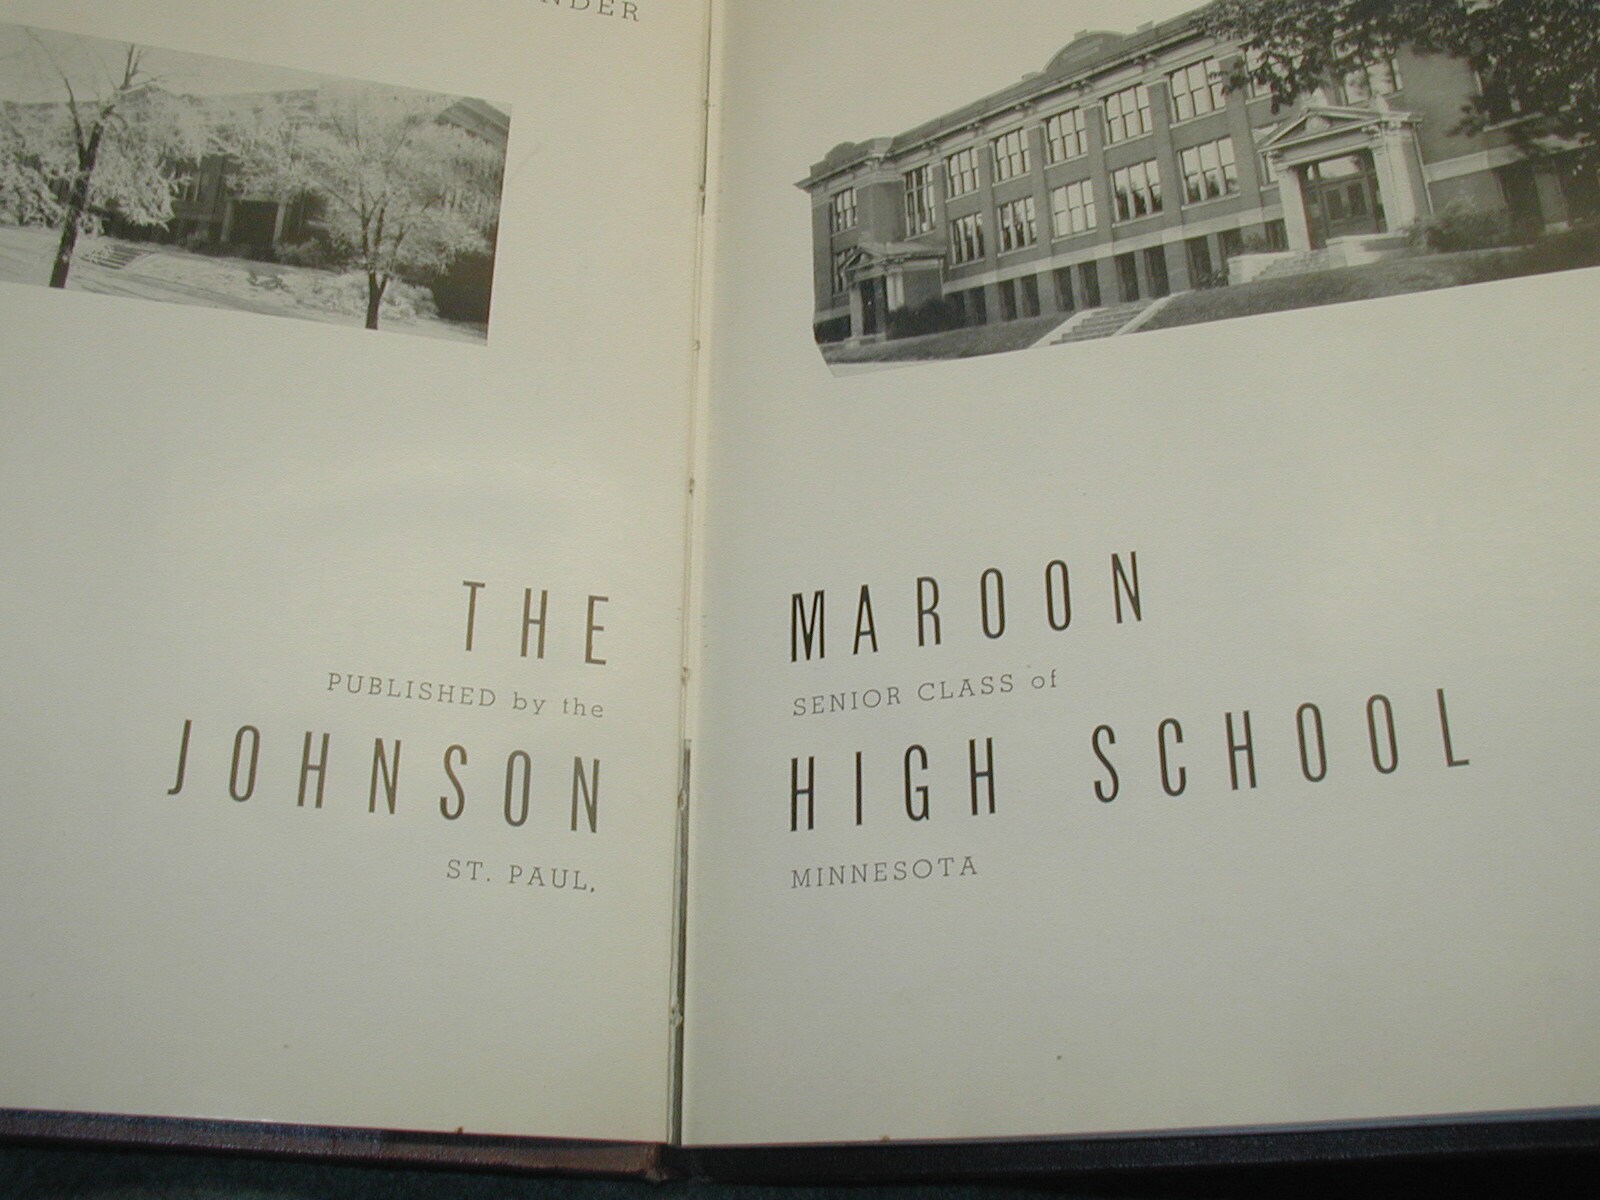 THE MAROON
PUBLISHED by the SENIOR CLASS of
JOHNSON HIGH SCHOOL
ST. PAUL, MINNESOTA